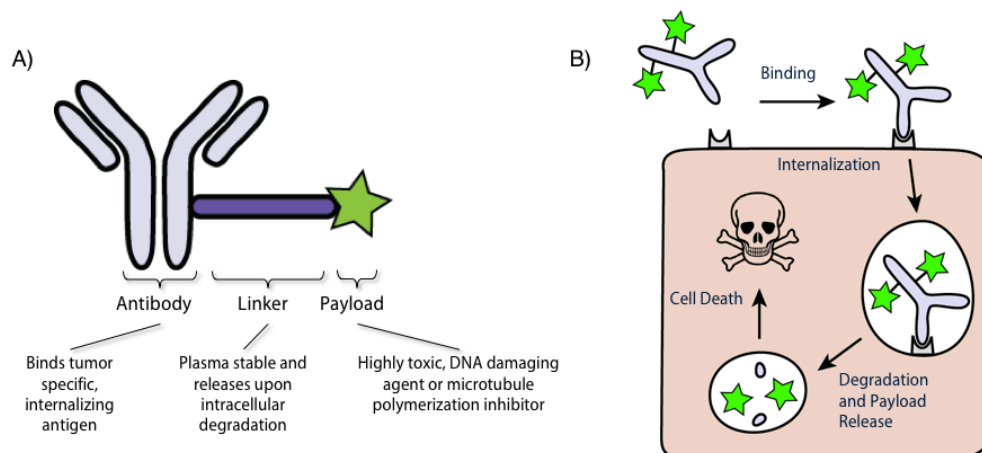 A)
Antibody
Linker
Payload
Binds tumor
specific,
internalizing
antigen
Plasma stable and
releases upon
intracellular
degradation
Highly toxic, DNA damaging
agent or microtubule
polymerization inhibitor
B)
Binding
Internalization
Cell Death
Degradation
and Payload
Release